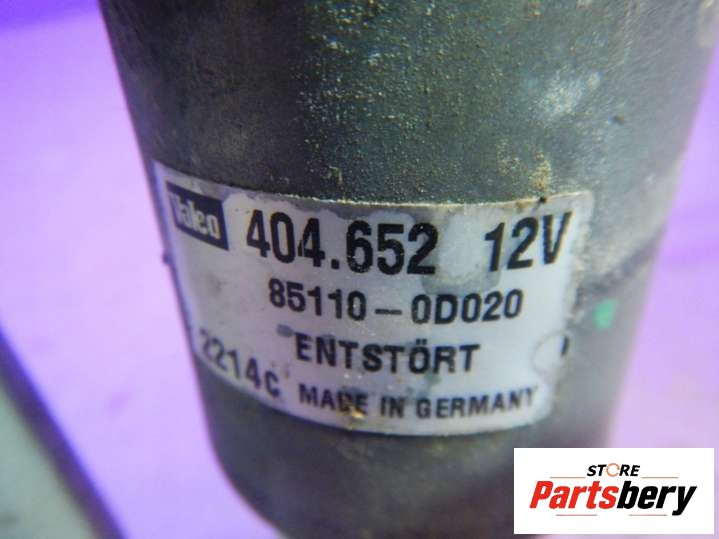 Valeo 404.652 12V
85110-0D020
ENTSTÖRT
2214C MADE IN GERMANY
STORE
Partsbery